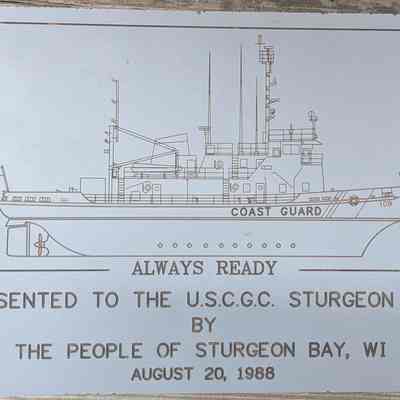 COAST GUARD
109
ALWAYS READY
SENTED TO THE U.S.C.G.C. STURGEON
BY
THE PEOPLE OF STURGEON BAY, WI
AUGUST 20, 1988